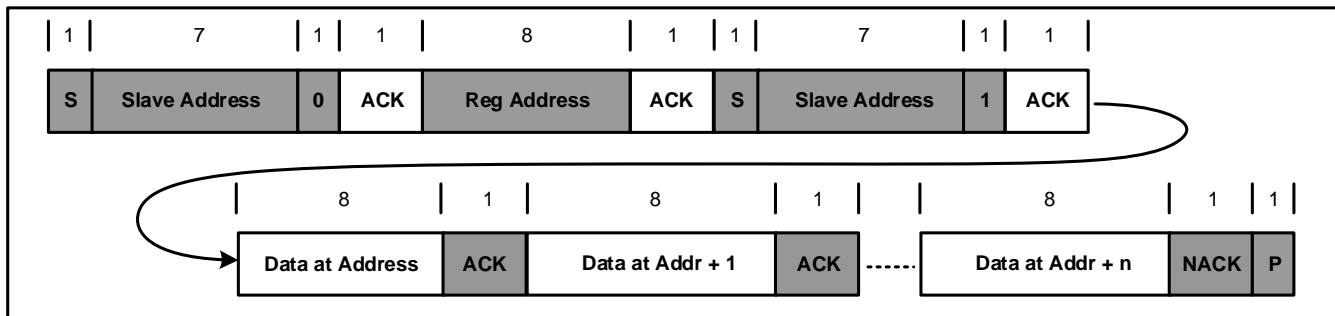 1 7 1 1 8 1 1 7 1 1
S Slave Address 0 ACK Reg Address ACK S Slave Address 1 ACK
8 1 8 1 8 1 1
Data at Address ACK Data at Addr + 1 ACK Data at Addr + n NACK P